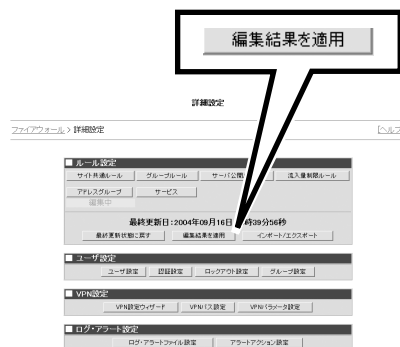 編集結果を適用
詳細設定
ファイアウォール > 詳細設定
[ヘルプ
■ ルール設定
サイト共通ルール グループルール サーバ公開 流入量制限ルール
アドレスグループ サービス
編集中
最終更新日:2004年09月16日 時39分56秒
最終更新状態に戻す 編集結果を適用 インポート/エクスポート
■ ユーザ設定
ユーザ設定 認証設定 ロックアウト設定 グループ設定
■ VPN設定
VPN設定ウィザード VPNパス設定 VPNパラメータ設定
■ ログ・アラート設定
ログ・アラートファイル設定 アラートアクション設定